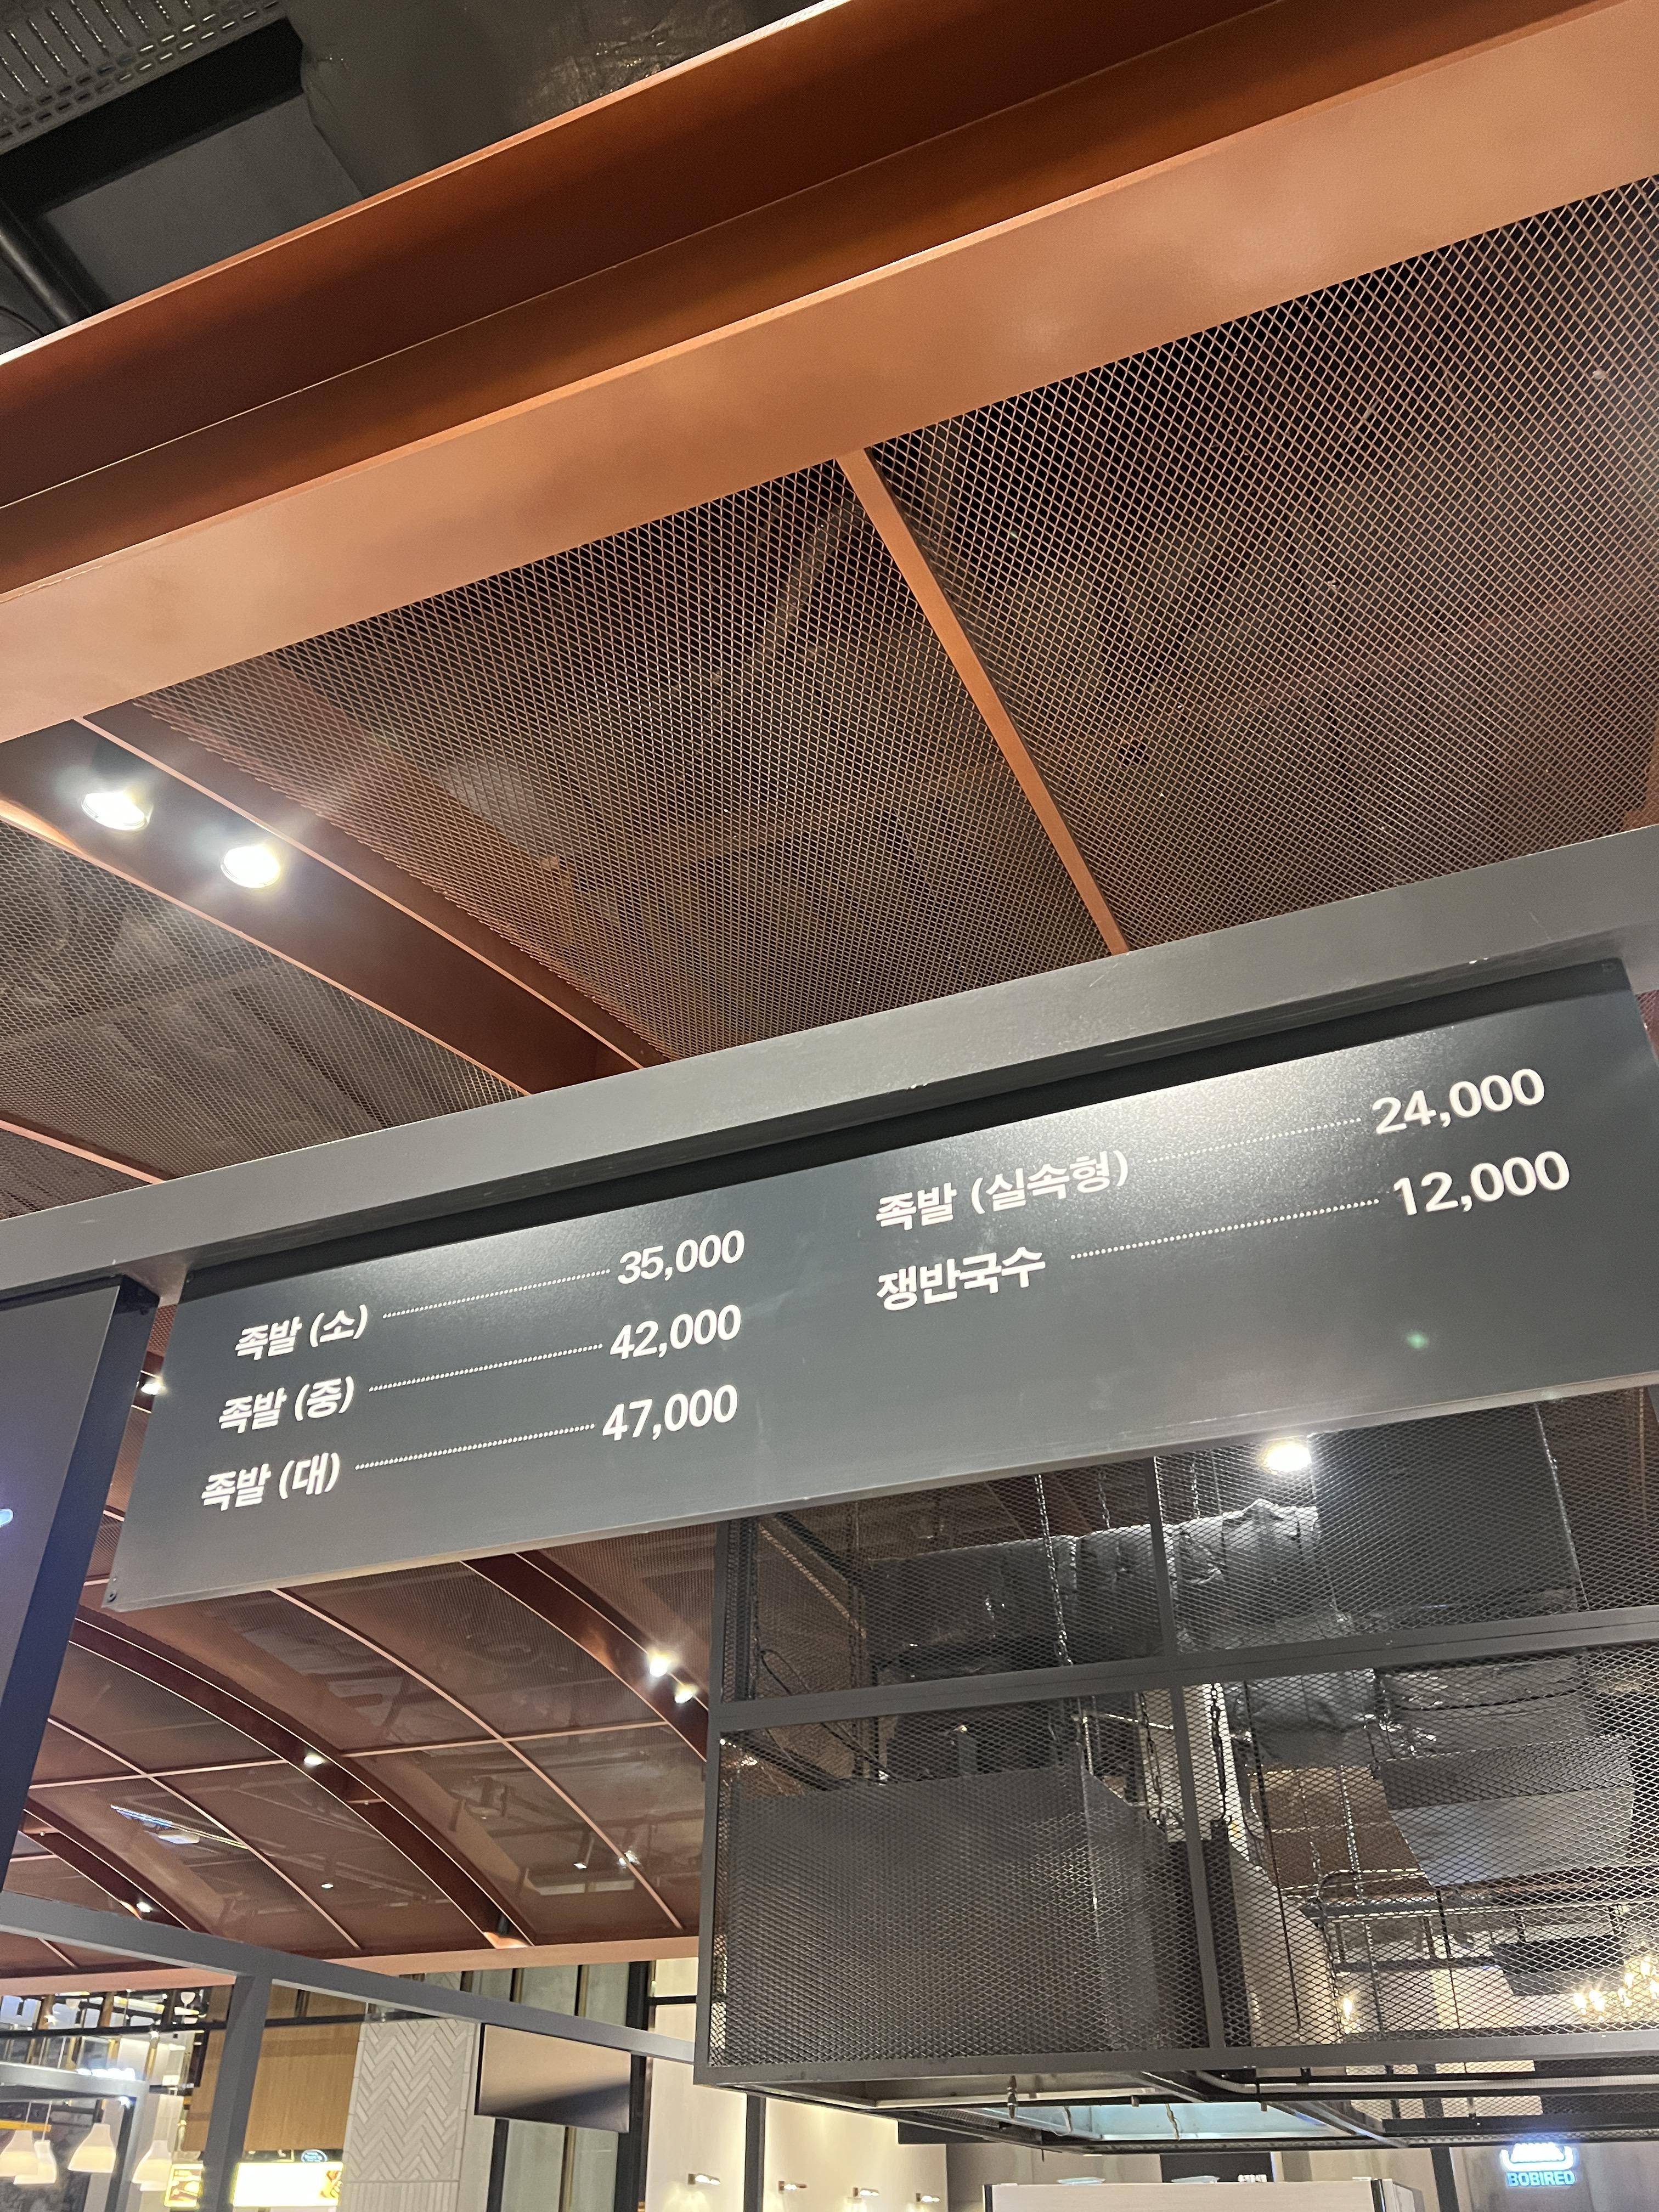 족발 (소) 35,000
족발 (중) 42,000
족발 (대) 47,000
족발 (실속형) 24,000
쟁반국수 12,000
BOBIRED